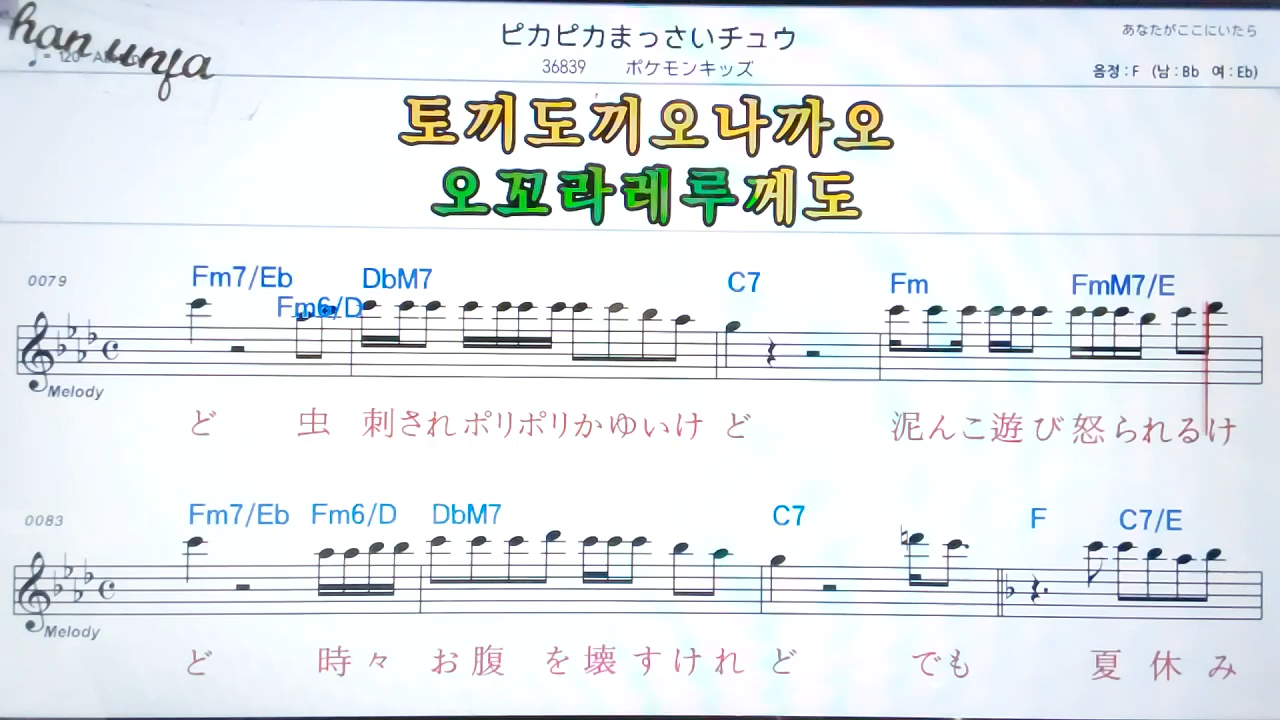 han unfa
ピカピカまっさいチュウ
あなたがここにいたら
36839 ポケモンキッズ
음정 : F (남 : Bb 여 : Eb)
토끼도끼오나까오
오꼬라레루께도
0079
Fm7/Eb Fm6/D DbM7 C7 Fm FmM7/E
Melody
ど 虫 刺されポリポリかゆいけ ど 泥んこ遊び怒られるけ
0083
Fm7/Eb Fm6/D DbM7 C7 F C7/E
Melody
ど 時々 お腹 を壊すけれ ど でも 夏休み